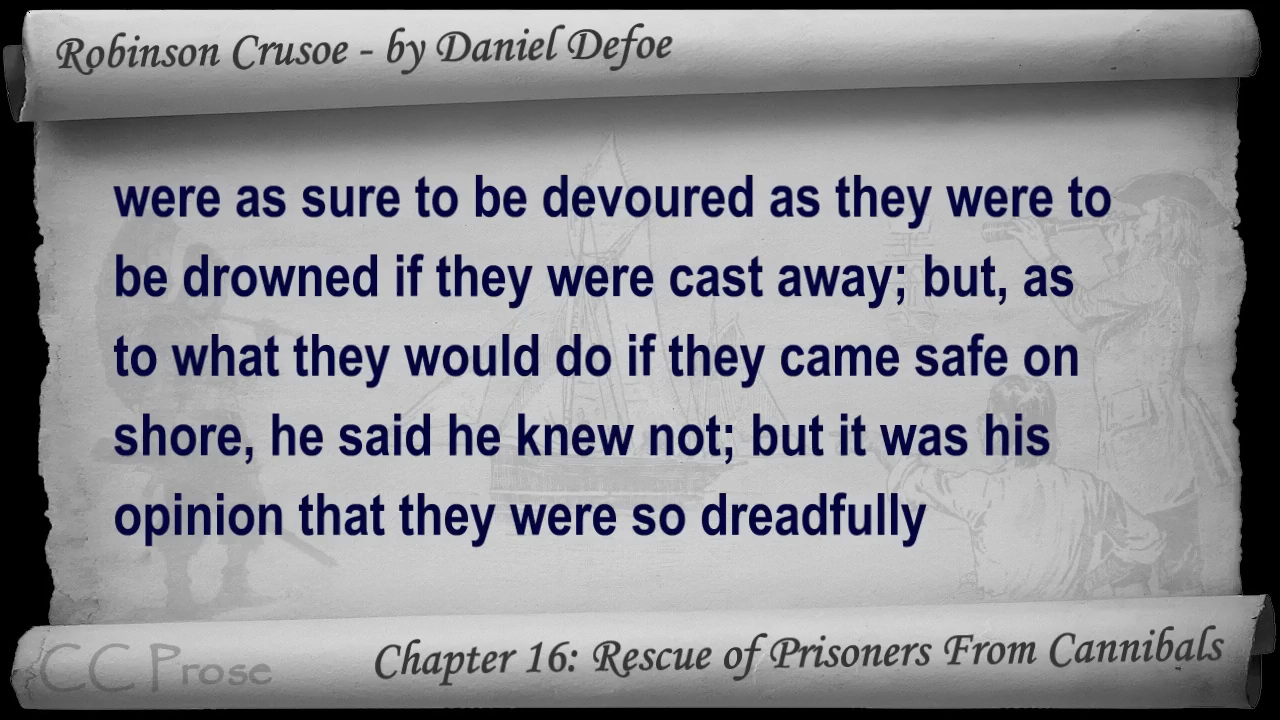 Robinson Crusoe - by Daniel Defoe
were as sure to be devoured as they were to
be drowned if they were cast away; but, as
to what they would do if they came safe on
shore, he said he knew not; but it was his
opinion that they were so dreadfully
Chapter 16: Rescue of Prisoners From Cannibals
CC Prose